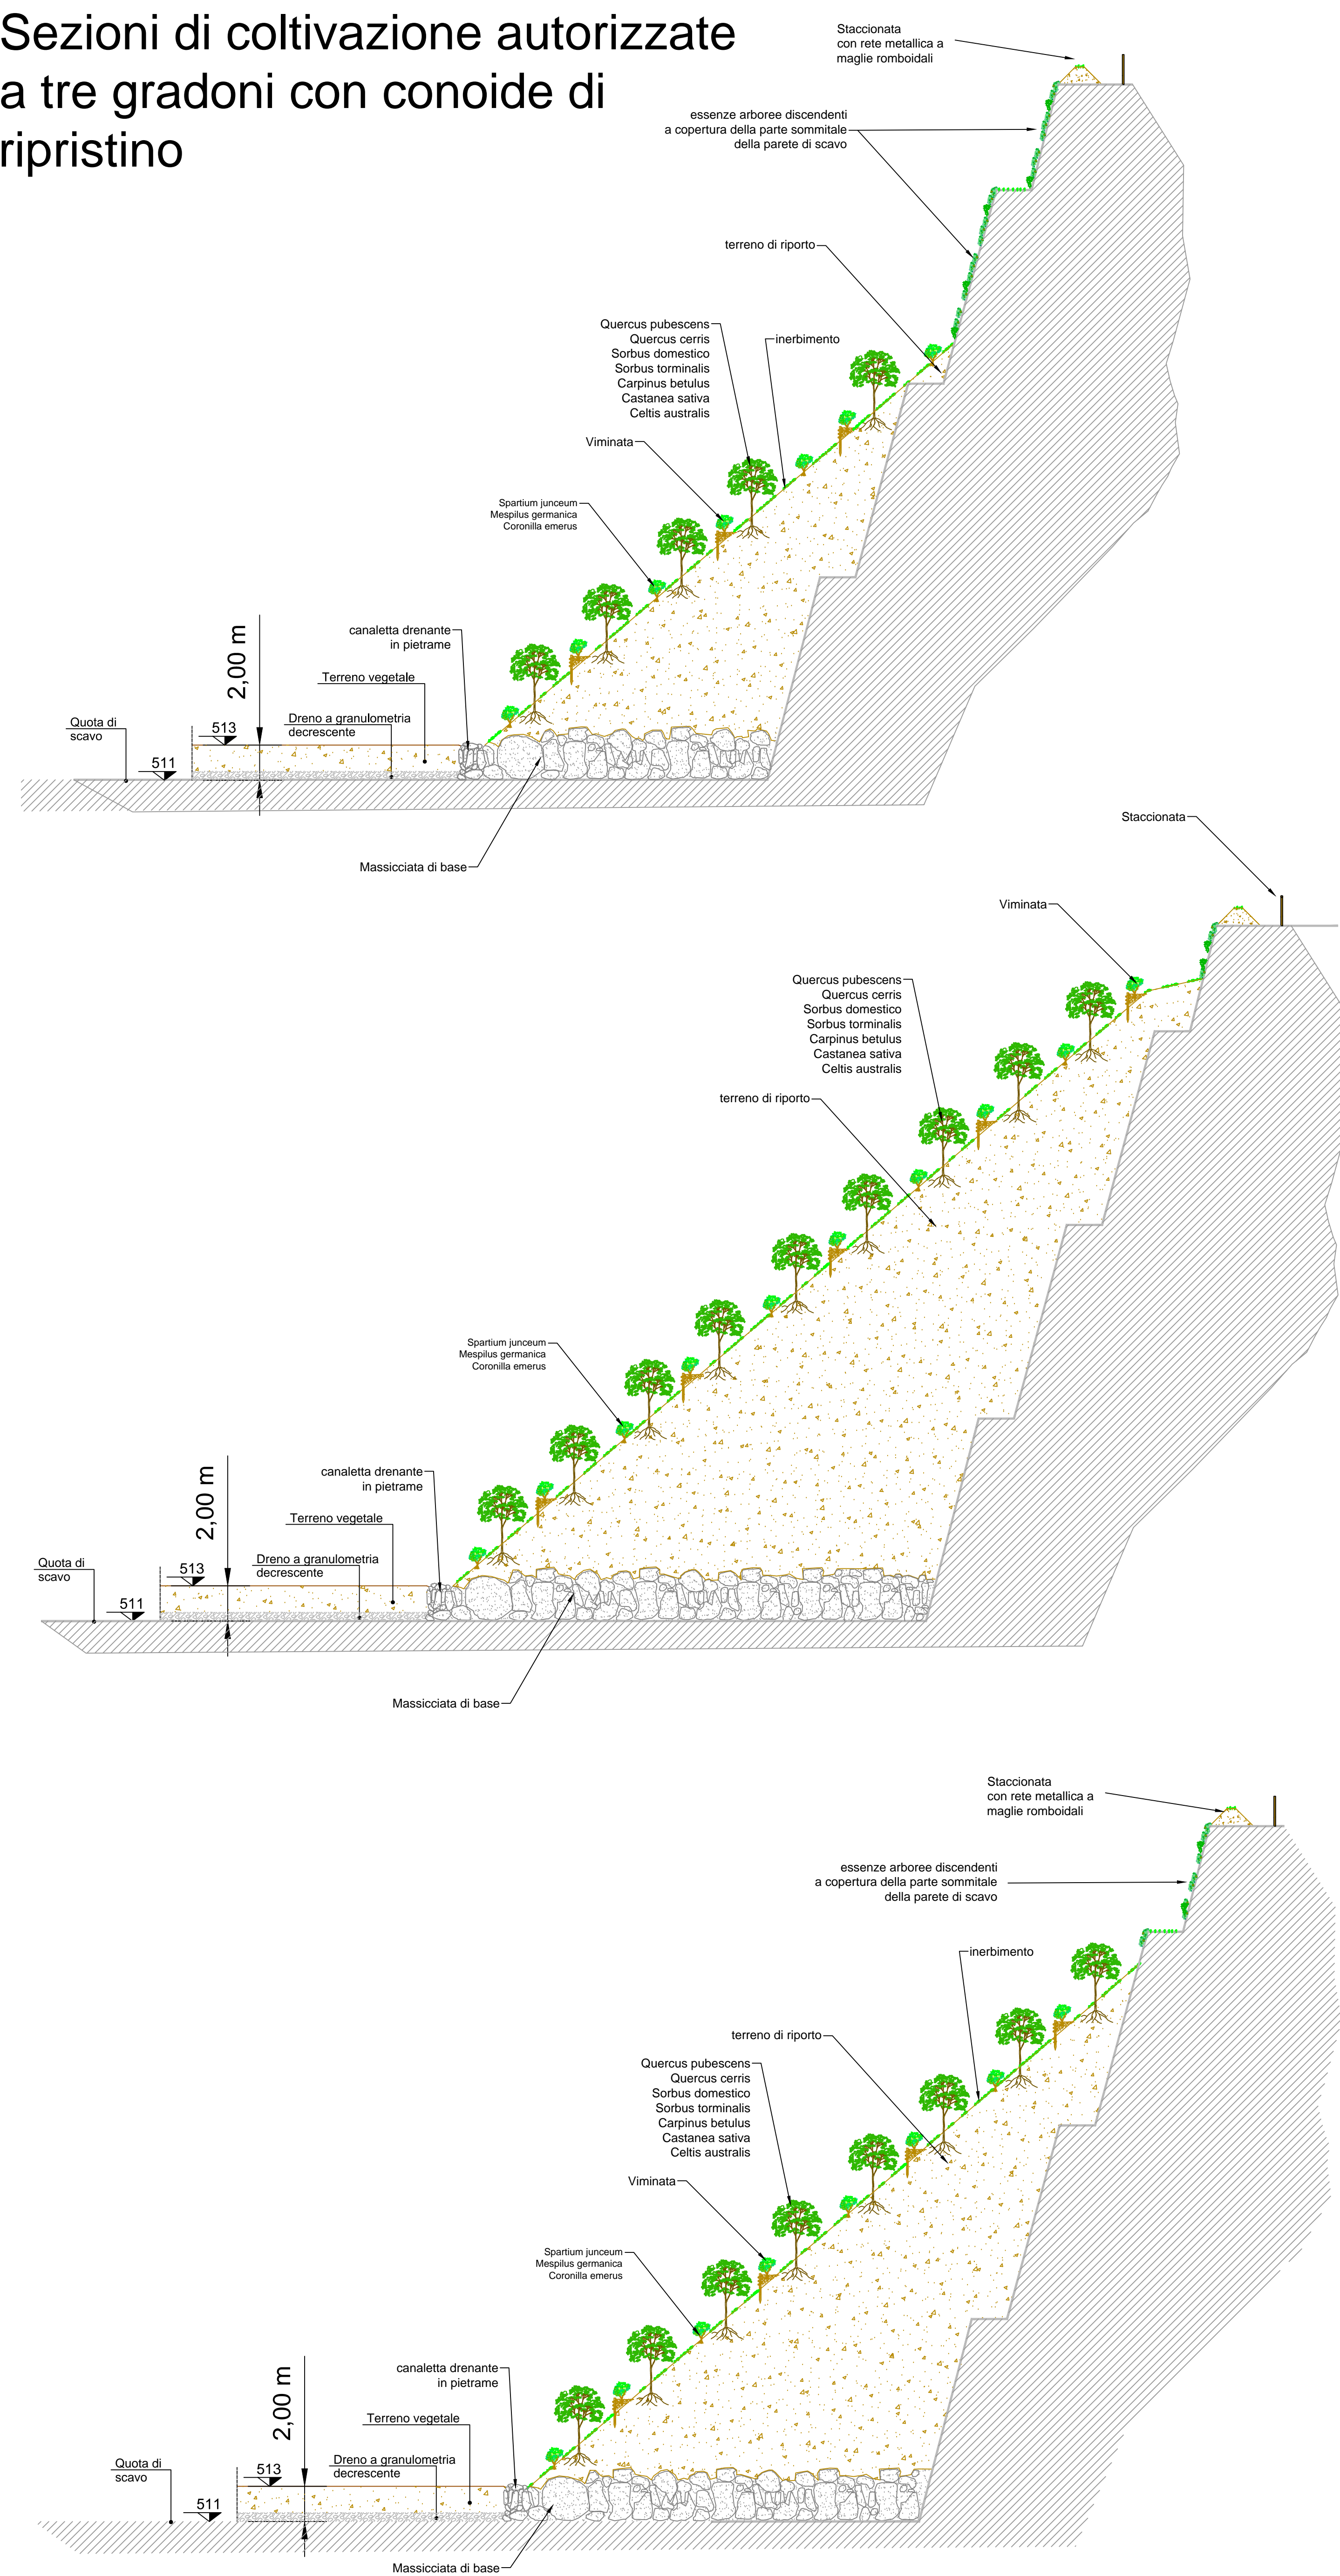 Sezioni di coltivazione autorizzate
a tre gradoni con conoide di
ripristino
Staccionata
con rete metallica a
maglie romboidali
essenze arboree discendenti
a copertura della parte sommitale
della parete di scavo
terreno di riporto
Quercus pubescens
Quercus cerris
Sorbus domestico
Sorbus torminalis
Carpinus betulus
Castanea sativa
Celtis australis
inerbimento
Viminata
Spartium junceum
Mespilus germanica
Coronilla emerus
canaletta drenante
in pietrame
2,00 m
Terreno vegetale
Dreno a granulometria
decrescente
Quota di
scavo
513
511
Massicciata di base
Staccionata
Viminata
Quercus pubescens
Quercus cerris
Sorbus domestico
Sorbus torminalis
Carpinus betulus
Castanea sativa
Celtis australis
terreno di riporto
Spartium junceum
Mespilus germanica
Coronilla emerus
canaletta drenante
in pietrame
2,00 m
Terreno vegetale
Dreno a granulometria
decrescente
Quota di
scavo
513
511
Massicciata di base
Staccionata
con rete metallica a
maglie romboidali
essenze arboree discendenti
a copertura della parte sommitale
della parete di scavo
inerbimento
terreno di riporto
Quercus pubescens
Quercus cerris
Sorbus domestico
Sorbus torminalis
Carpinus betulus
Castanea sativa
Celtis australis
Viminata
Spartium junceum
Mespilus germanica
Coronilla emerus
canaletta drenante
in pietrame
2,00 m
Terreno vegetale
Dreno a granulometria
decrescente
Quota di
scavo
513
511
Massicciata di base